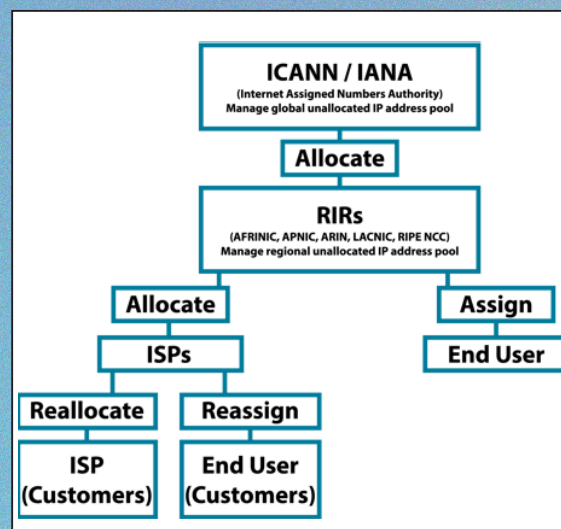 ICANN / IANA
(Internet Assigned Numbers Authority)
Manage global unallocated IP address pool
Allocate
RIRs
(AFRINIC, APNIC, ARIN, LACNIC, RIPE NCC)
Manage regional unallocated IP address pool
Allocate
Assign
ISPs
End User
Reallocate
Reassign
ISP
(Customers)
End User
(Customers)